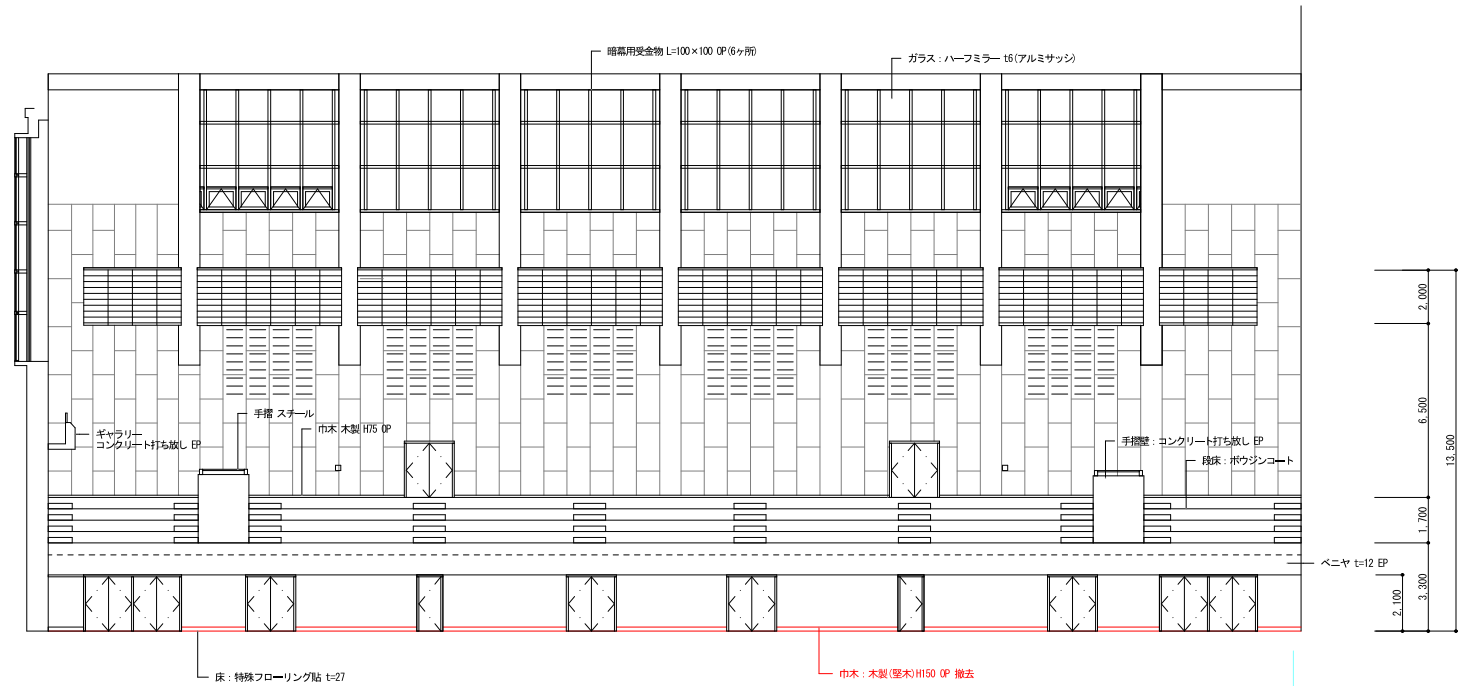 暗幕用受金物 L=100×100 OP(6ヶ所)
ガラス：ハーフミラー t6(アルミサッシ)
手摺 スチール
巾木 木製 H75 OP
ギャラリー
コンクリート打ち放し EP
手摺壁：コンクリート打ち放し EP
段床：ボウジンコート
ベニヤ t=12 EP
床：特殊フローリング貼 t=27
巾木：木製(堅木)H150 OP 撤去
2,000
6,500
13,500
1,700
3,300
2,100